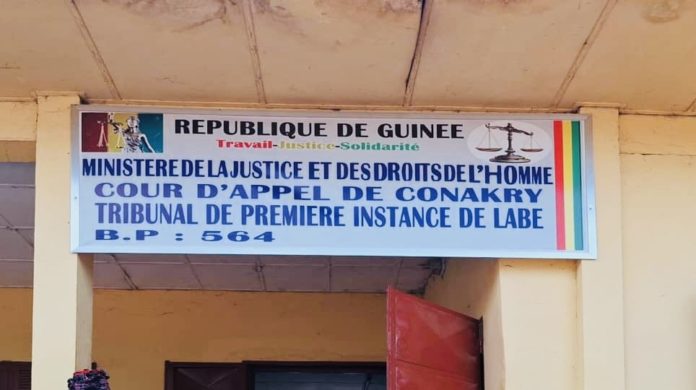 REPUBLIQUE DE GUINEE
Travail-Justice-Solidarité
MINISTERE DE LA JUSTICE ET DES DROITS DE L'HOMME
COUR D'APPEL DE CONAKRY
TRIBUNAL DE PREMIERE INSTANCE DE LABE
B.P : 564